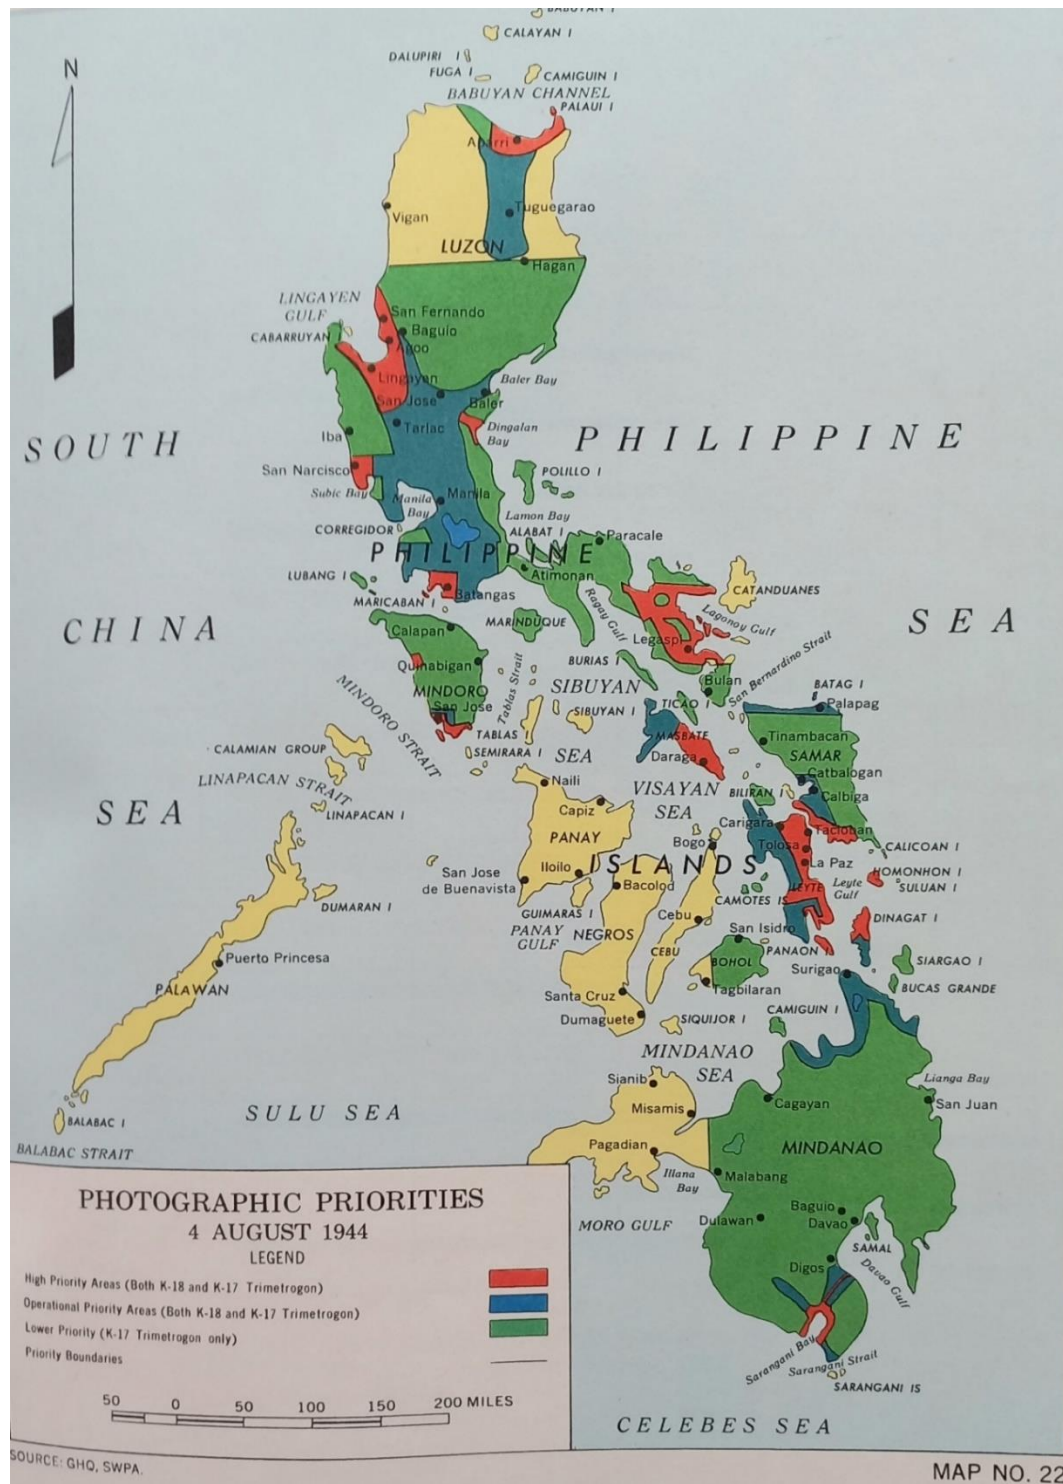 BABUYAN I
CALAYAN I
DALUPIRI I
FUGA I
CAMIGUIN I
BABUYAN CHANNEL
PALAUI I
N
Aparri
Vigan
Tuguegarao
LUZON
Hagan
LINGAYEN
GULF
San Fernando
CABARRUYAN I
Baguio
Agoo
Lingayen
Baler Bay
San Jose
Baler
Tarlac
Dingalan
Bay
Iba
SOUTH
PHILIPPINE
San Narcisco
POLILLO I
Subic Bay
Manila
Bay
Manila
Lamon Bay
CORREGIDOR
ALABAT I
Paracale
PHILIPPINE
LUBANG I
Atimonan
CATANDUANES
MARICABAN I
Batangas
Ragay Gulf
Lagonoy Gulf
CHINA
SEA
Calapan
MARINDUQUE
Legaspi
Quinabigan
BURIAS I
Bulan
San Bernardino Strait
MINDORO
Tablas Strait
SIBUYAN
BATAG I
San Jose
MINDORO STRAIT
TICAO I
Palapag
SIBUYAN I
TABLAS I
MASBATE
Tinambacan
CALAMIAN GROUP
SEMIRARA I
SEA
Daraga
SAMAR
LINAPACAN STRAIT
Naili
VISAYAN
SEA
Catbalogan
BILIRAN I
Calbiga
SEA
LINAPACAN I
Capiz
Carigara
Tacloban
PANAY
Bogo
Tolosa
CALICOAN I
San Jose
de Buenavista
Iloilo
ISLANDS
La Paz
HOMONHON I
Bacolod
LEYTE
Leyte
Gulf
SULUAN I
DUMARAN I
GUIMARAS I
CAMOTES IS
DINAGAT I
PANAY
GULF
NEGROS
Cebu
San Isidro
PANAON I
Puerto Princesa
CEBU
BOHOL
Surigao
SIARGAO I
PALAWAN
Santa Cruz
Tagbilaran
BUCAS GRANDE
Dumaguete
SIQUIJOR I
CAMIGUIN I
MINDANAO
SEA
Sianib
Lianga Bay
Misamis
Cagayan
San Juan
BALABAC I
SULU SEA
BALABAC STRAIT
Pagadian
MINDANAO
Illana
Bay
Malabang
MORO GULF
Dulawan
Baguio
Davao
SAMAL
Davao Gulf
Digos
Sarangani Bay
Sarangani Strait
SARANGANI IS
CELEBES SEA
PHOTOGRAPHIC PRIORITIES
4 AUGUST 1944
LEGEND
High Priority Areas (Both K-18 and K-17 Trimetrogon)
Operational Priority Areas (Both K-18 and K-17 Trimetrogon)
Lower Priority (K-17 Trimetrogon only)
Priority Boundaries
50 0 50 100 150 200 MILES
SOURCE: GHQ, SWPA.
MAP NO. 22